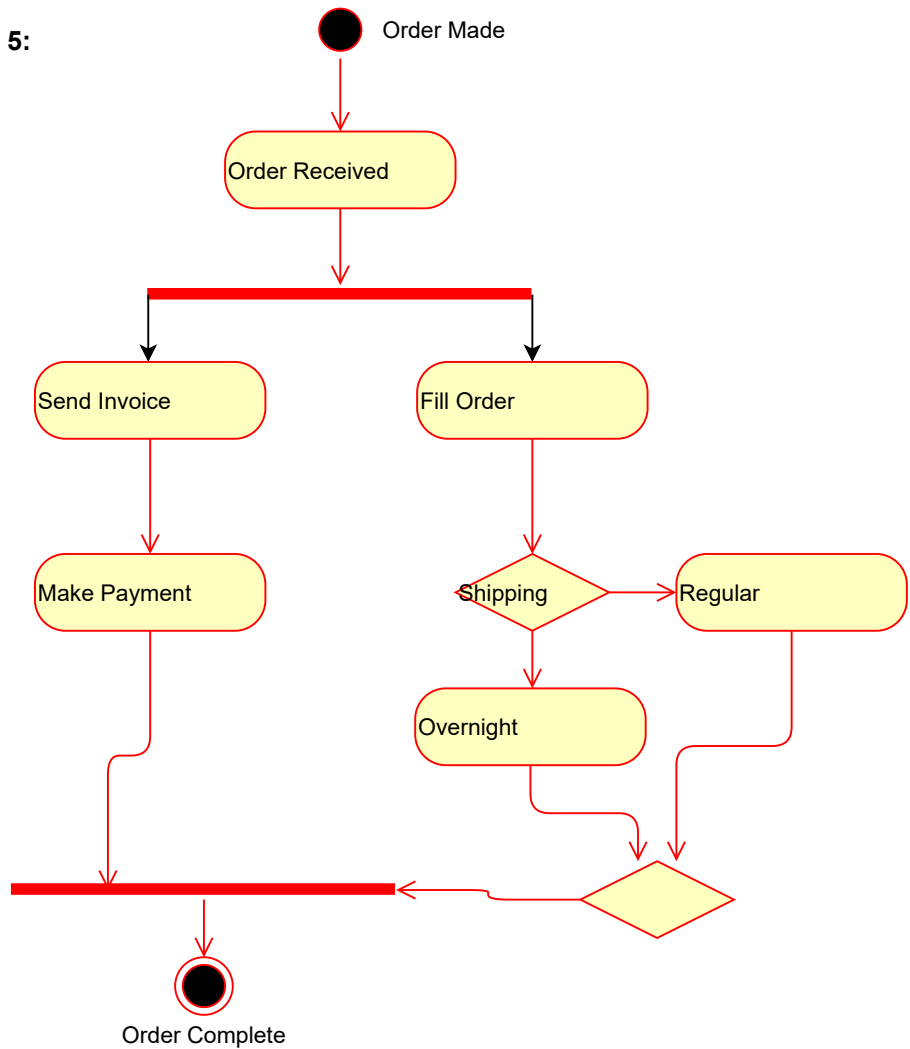 5:
Order Made
Order Received
Send Invoice
Fill Order
Make Payment
Shipping
Regular
Overnight
Order Complete